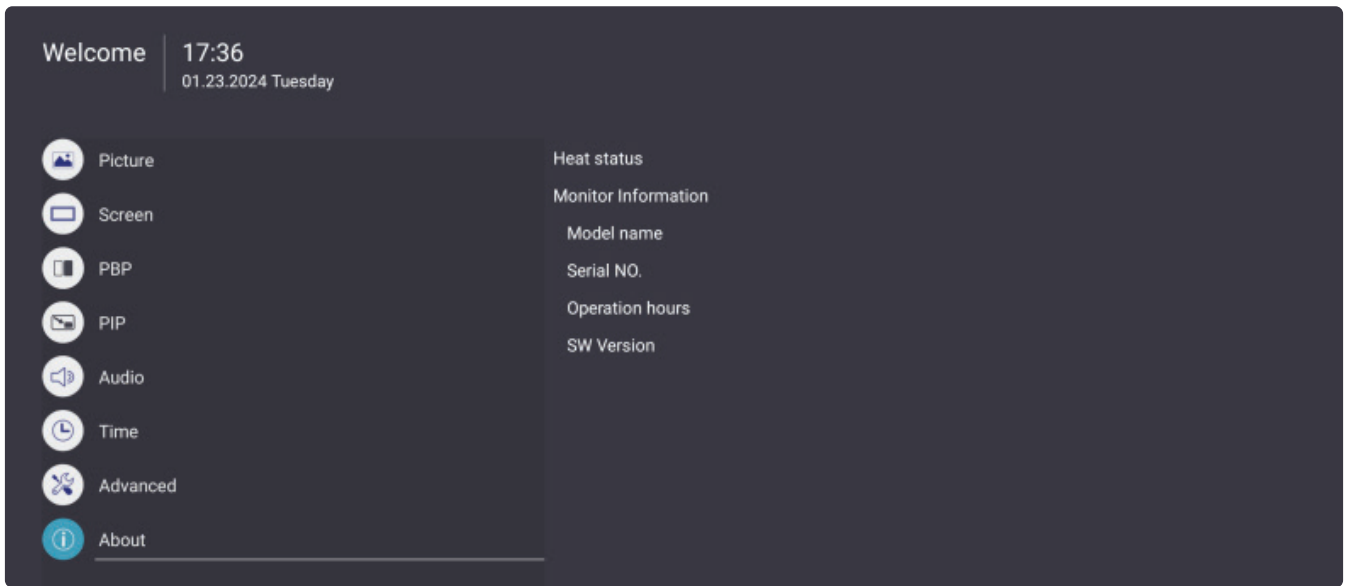 Welcome
17:36
01.23.2024 Tuesday
Picture
Screen
PBP
PIP
Audio
Time
Advanced
About
Heat status
Monitor Information
Model name
Serial NO.
Operation hours
SW Version